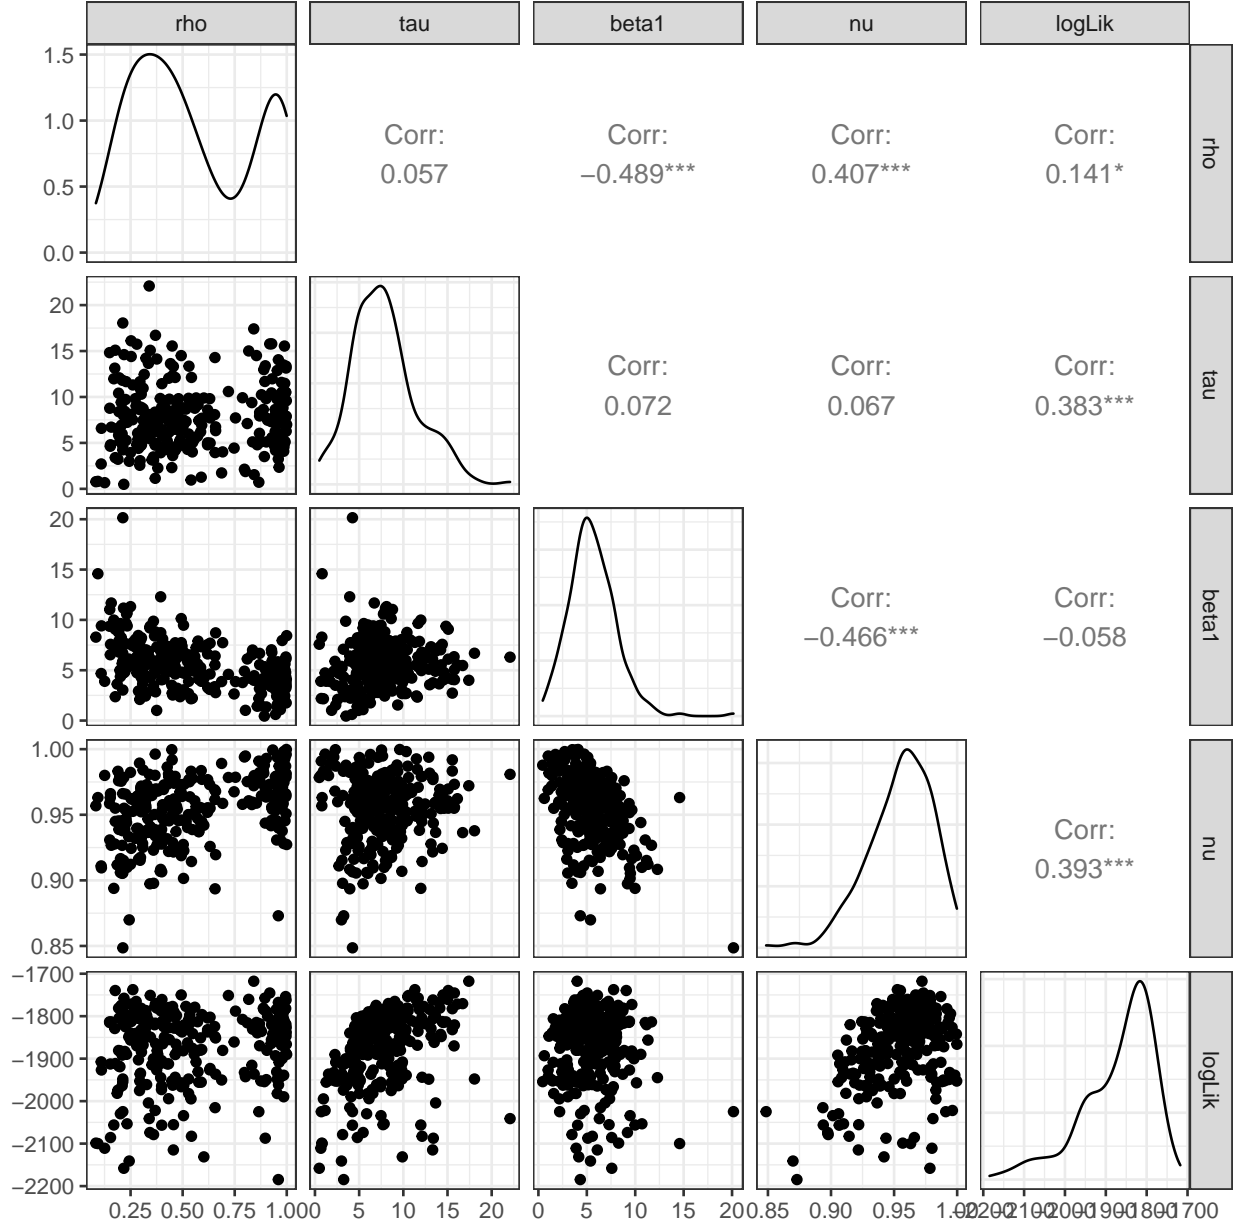 rho tau beta1 nu logLik
1.5
1.0
0.5
0.0
Corr:
0.057
Corr:
−0.489***
Corr:
0.407***
Corr:
0.141*
rho
20
15
10
5
0
Corr:
0.072
Corr:
0.067
Corr:
0.383***
tau
20
15
10
5
0
Corr:
−0.466***
Corr:
−0.058
beta1
1.00
0.95
0.90
0.85
Corr:
0.393***
nu
−1700
−1800
−1900
−2000
−2100
−2200
logLik
0.25 0.50 0.75 1.00 0 5 10 15 20 0 5 10 15 20 0.85 0.90 0.95 1.00 −2200 −2100 −2000 −1900 −1800 −1700